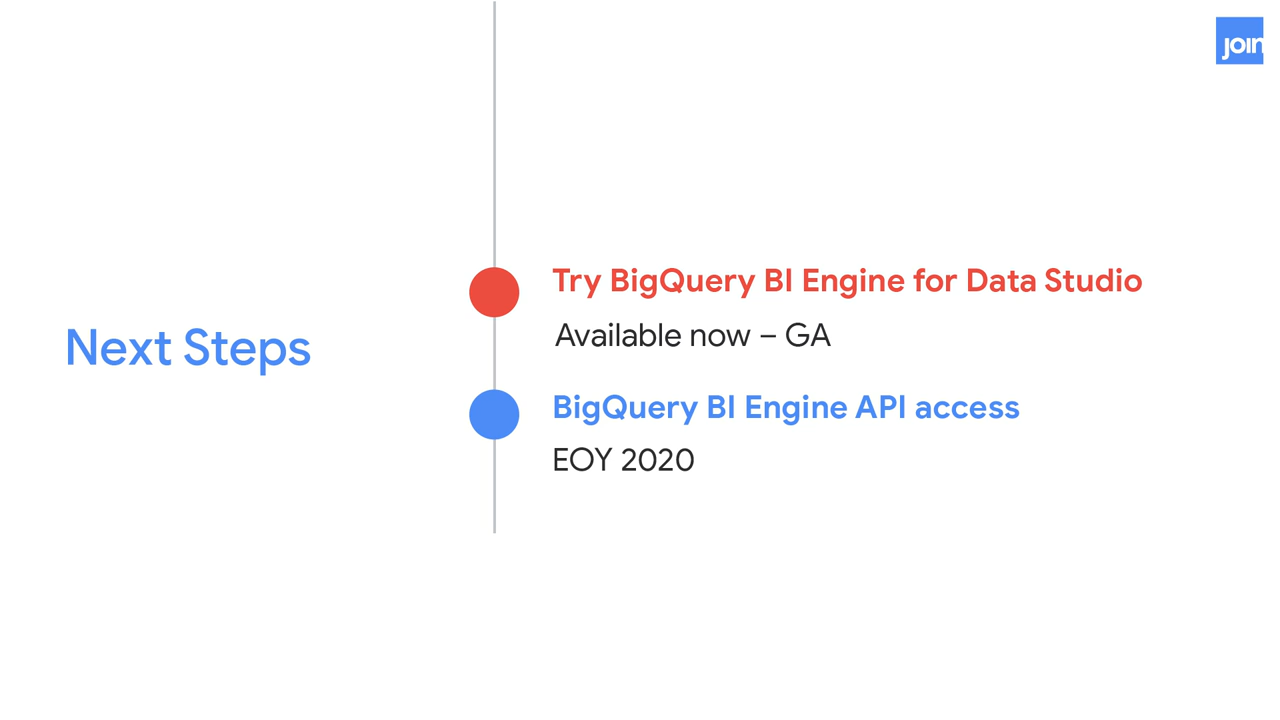 join
Next Steps
Try BigQuery BI Engine for Data Studio
Available now – GA
BigQuery BI Engine API access
EOY 2020